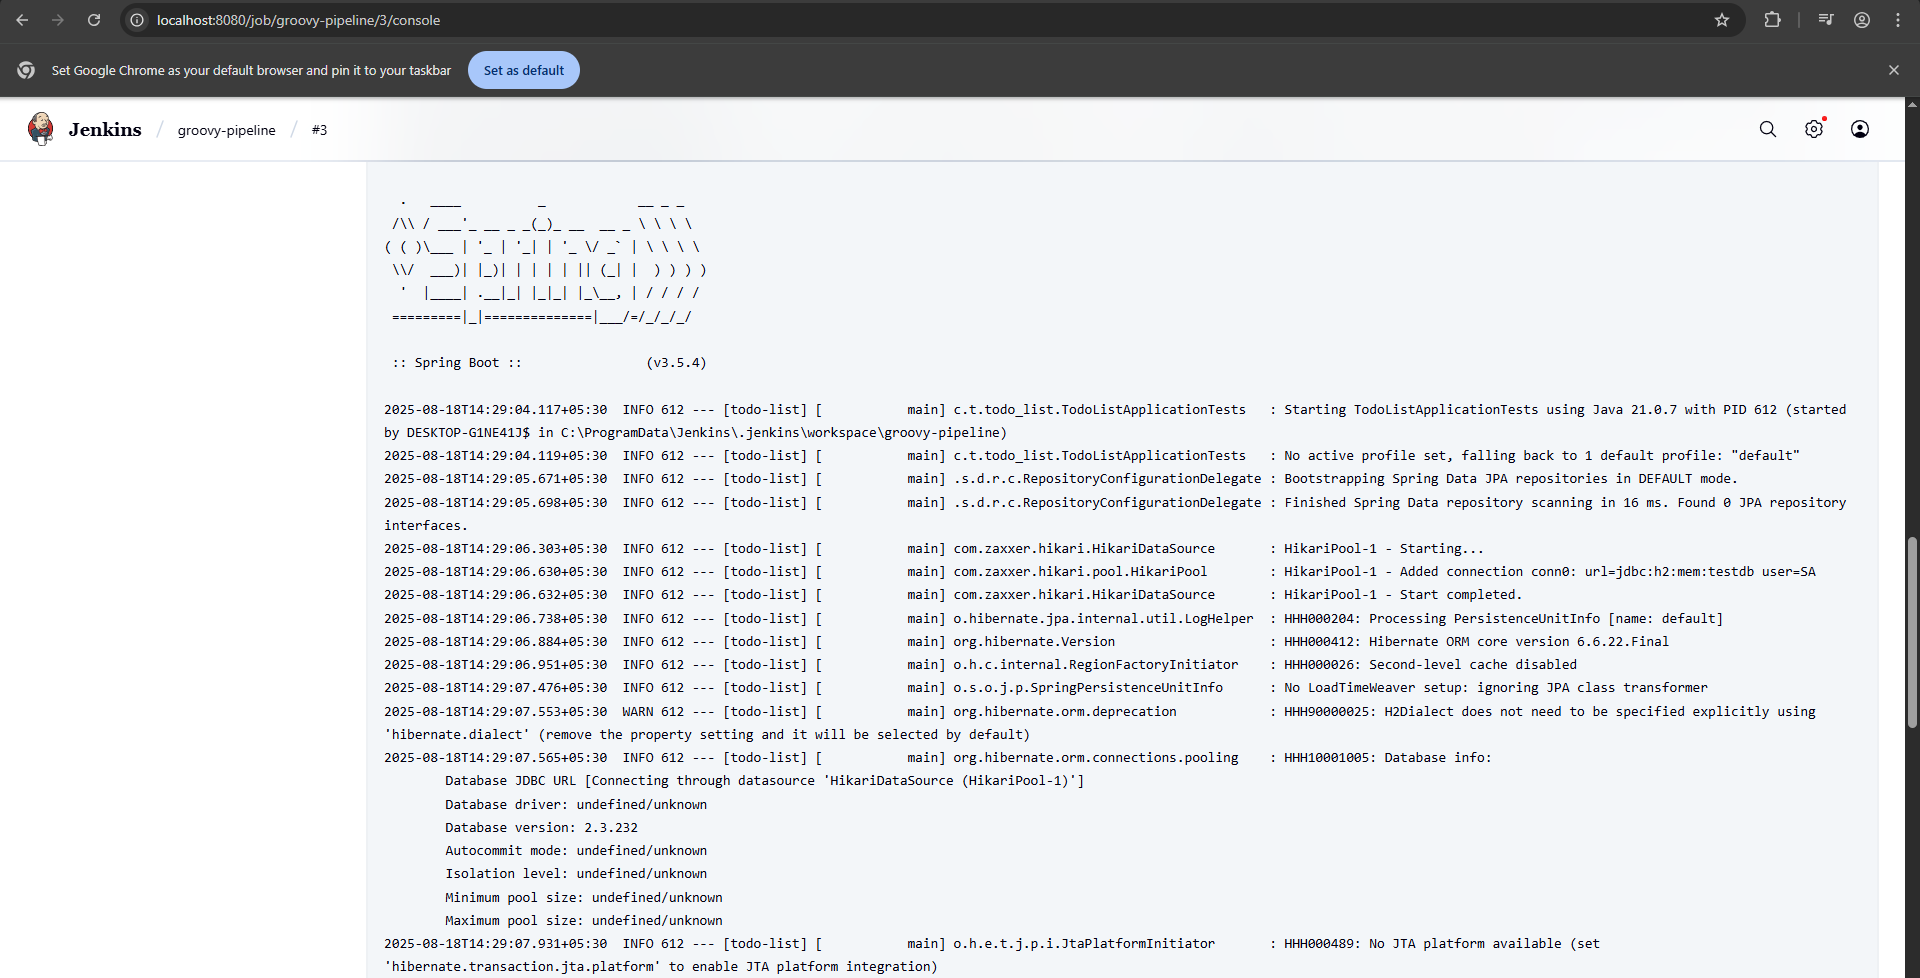 localhost:8080/job/groovy-pipeline/3/console
Set Google Chrome as your default browser and pin it to your taskbar Set as default
Jenkins / groovy-pipeline / #3
  .   ____          _            __ _ _
 /\\ / ___'_ __ _ _(_)_ __  __ _ \ \ \ \
( ( )\___ | '_ | '_| | '_ \/ _` | \ \ \ \
 \\/  ___)| |_)| | | | | || (_| |  ) ) ) )
  '  |____| .__|_| |_|_| |_\__, | / / / /
 =========|_|==============|___/=/_/_/_/
 :: Spring Boot ::                (v3.5.4)
2025-08-18T14:29:04.117+05:30  INFO 612 --- [todo-list] [           main] c.t.todo_list.TodoListApplicationTests   : Starting TodoListApplicationTests using Java 21.0.7 with PID 612 (started
by DESKTOP-G1NE41J$ in C:\ProgramData\Jenkins\.jenkins\workspace\groovy-pipeline)
2025-08-18T14:29:04.119+05:30  INFO 612 --- [todo-list] [           main] c.t.todo_list.TodoListApplicationTests   : No active profile set, falling back to 1 default profile: "default"
2025-08-18T14:29:05.671+05:30  INFO 612 --- [todo-list] [           main] .s.d.r.c.RepositoryConfigurationDelegate : Bootstrapping Spring Data JPA repositories in DEFAULT mode.
2025-08-18T14:29:05.698+05:30  INFO 612 --- [todo-list] [           main] .s.d.r.c.RepositoryConfigurationDelegate : Finished Spring Data repository scanning in 16 ms. Found 0 JPA repository
interfaces.
2025-08-18T14:29:06.303+05:30  INFO 612 --- [todo-list] [           main] com.zaxxer.hikari.HikariDataSource       : HikariPool-1 - Starting...
2025-08-18T14:29:06.630+05:30  INFO 612 --- [todo-list] [           main] com.zaxxer.hikari.pool.HikariPool        : HikariPool-1 - Added connection conn0: url=jdbc:h2:mem:testdb user=SA
2025-08-18T14:29:06.632+05:30  INFO 612 --- [todo-list] [           main] com.zaxxer.hikari.HikariDataSource       : HikariPool-1 - Start completed.
2025-08-18T14:29:06.738+05:30  INFO 612 --- [todo-list] [           main] o.hibernate.jpa.internal.util.LogHelper  : HHH000204: Processing PersistenceUnitInfo [name: default]
2025-08-18T14:29:06.884+05:30  INFO 612 --- [todo-list] [           main] org.hibernate.Version                    : HHH000412: Hibernate ORM core version 6.6.22.Final
2025-08-18T14:29:06.951+05:30  INFO 612 --- [todo-list] [           main] o.h.c.internal.RegionFactoryInitiator    : HHH000026: Second-level cache disabled
2025-08-18T14:29:07.476+05:30  INFO 612 --- [todo-list] [           main] o.s.o.j.p.SpringPersistenceUnitInfo      : No LoadTimeWeaver setup: ignoring JPA class transformer
2025-08-18T14:29:07.553+05:30  WARN 612 --- [todo-list] [           main] org.hibernate.orm.deprecation            : HHH90000025: H2Dialect does not need to be specified explicitly using
'hibernate.dialect' (remove the property setting and it will be selected by default)
2025-08-18T14:29:07.565+05:30  INFO 612 --- [todo-list] [           main] org.hibernate.orm.connections.pooling    : HHH10001005: Database info:
	Database JDBC URL [Connecting through datasource 'HikariDataSource (HikariPool-1)']
	Database driver: undefined/unknown
	Database version: 2.3.232
	Autocommit mode: undefined/unknown
	Isolation level: undefined/unknown
	Minimum pool size: undefined/unknown
	Maximum pool size: undefined/unknown
2025-08-18T14:29:07.931+05:30  INFO 612 --- [todo-list] [           main] o.h.e.t.j.p.i.JtaPlatformInitiator       : HHH000489: No JTA platform available (set
'hibernate.transaction.jta.platform' to enable JTA platform integration)